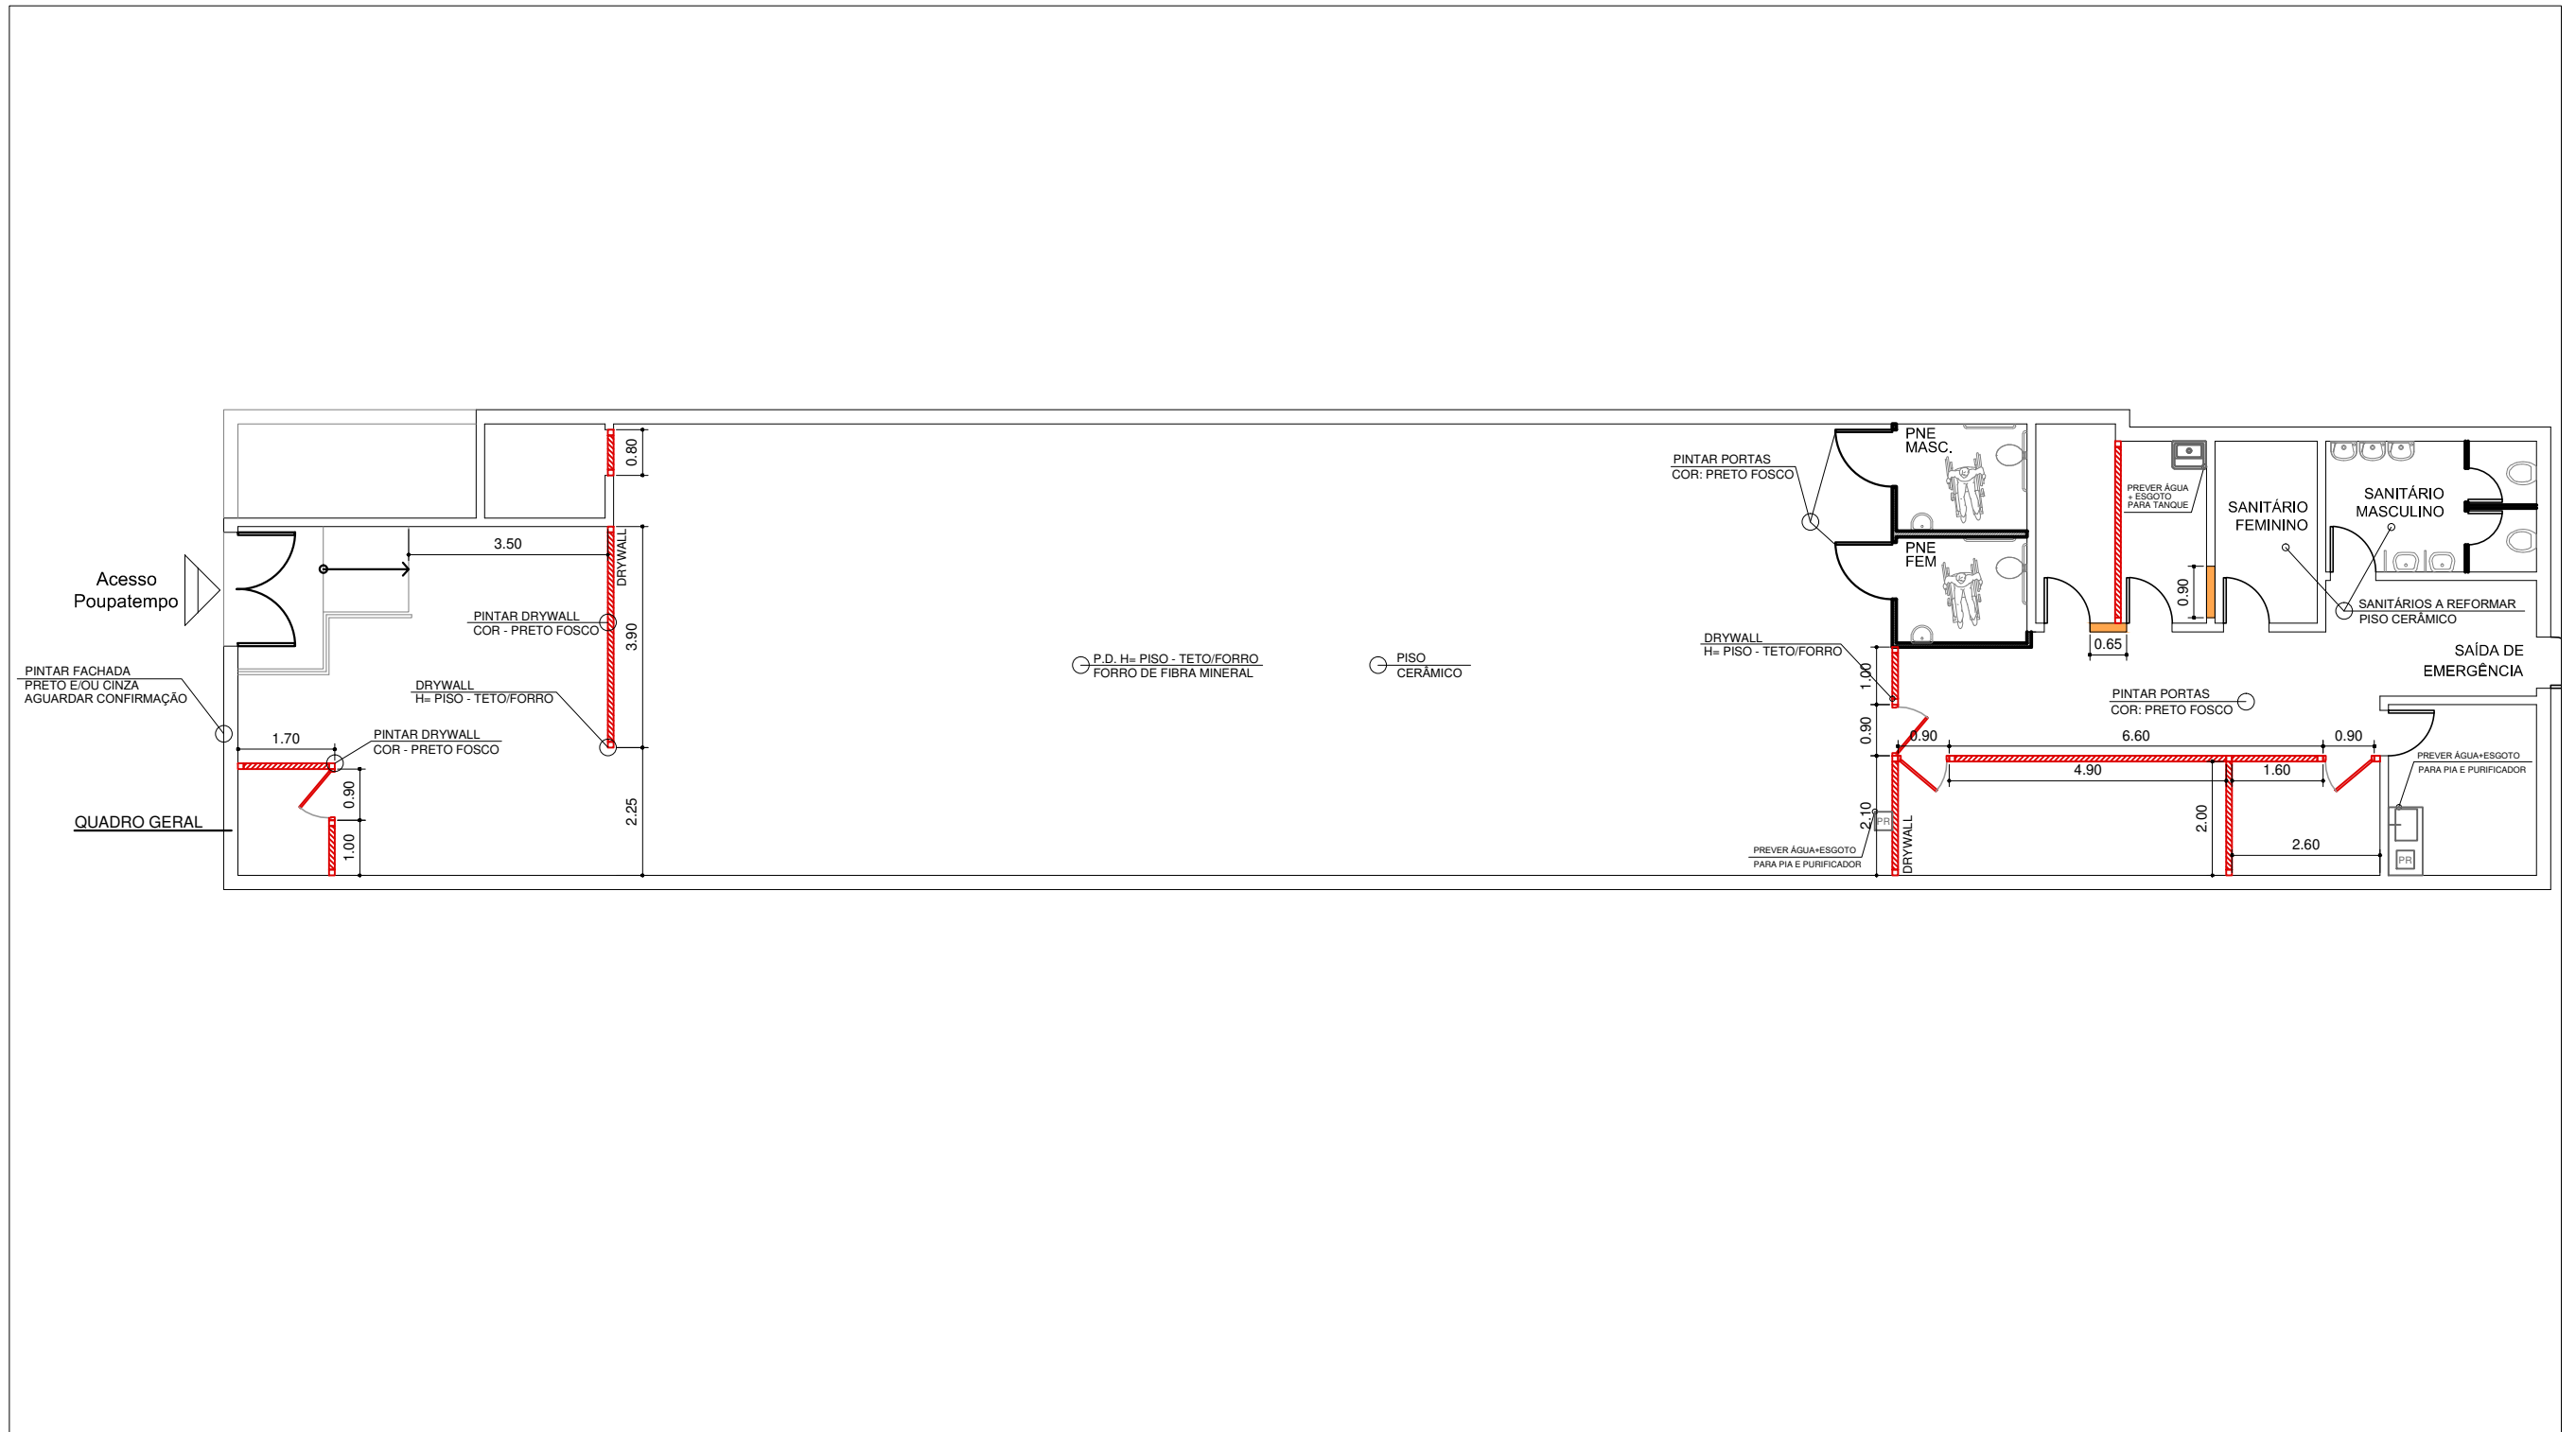 0.80
PNE
MASC.
PINTAR PORTAS
COR: PRETO FOSCO
PREVER ÁGUA
+ ESGOTO
PARA TANQUE
SANITÁRIO
FEMININO
SANITÁRIO
MASCULINO
3.50
DRYWALL
PNE
FEM
Acesso
Poupatempo
0.90
PINTAR DRYWALL
COR - PRETO FOSCO
3.90
SANITÁRIOS A REFORMAR
PISO CERÂMICO
DRYWALL
H= PISO - TETO/FORRO
0.65
SAÍDA DE
EMERGÊNCIA
PINTAR FACHADA
PRETO E/OU CINZA
AGUARDAR CONFIRMAÇÃO
DRYWALL
H= PISO - TETO/FORRO
P.D. H= PISO - TETO/FORRO
FORRO DE FIBRA MINERAL
PISO
CERÂMICO
1.00
PINTAR PORTAS
COR: PRETO FOSCO
1.70
PINTAR DRYWALL
COR - PRETO FOSCO
0.90
0.90
6.60
0.90
PREVER ÁGUA+ESGOTO
PARA PIA E PURIFICADOR
4.90
1.60
0.90
2.25
QUADRO GERAL
2.10
PR
2.00
1.00
DRYWALL
PREVER ÁGUA+ESGOTO
PARA PIA E PURIFICADOR
2.60
PR